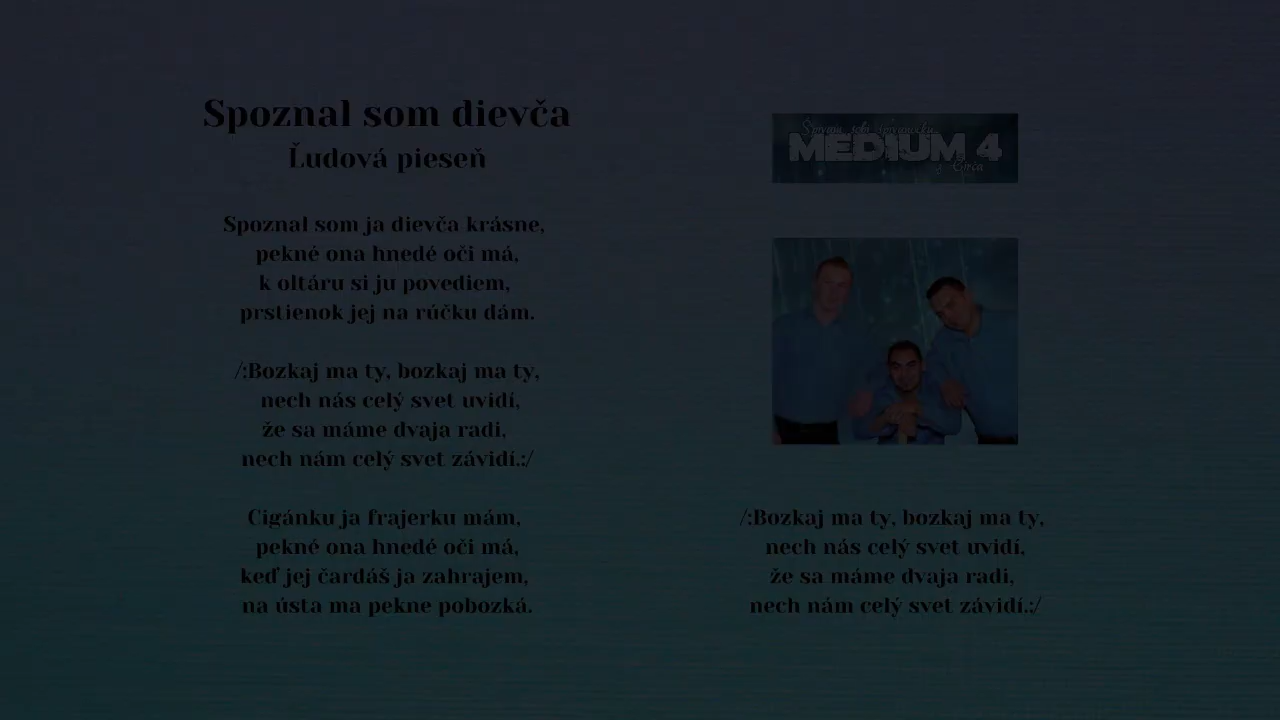 Spoznal som dievča
Ľudová pieseň
Spoznal som ja dievča krásne,
pekné ona hnedé oči má,
k oltáru si ju povediem,
prstienok jej na rúčku dám.
/:Bozkaj ma ty, bozkaj ma ty,
nech nás celý svet uvidí,
že sa máme dvaja radi,
nech nám celý svet závidí.:/
Cigánku ja frajerku mám,
pekné ona hnedé oči má,
keď jej čardáš ja zahrajem,
na ústa ma pekne pobozká.
MEDIUM 4
/:Bozkaj ma ty, bozkaj ma ty,
nech nás celý svet uvidí,
že sa máme dvaja radi,
nech nám celý svet závidí.:/